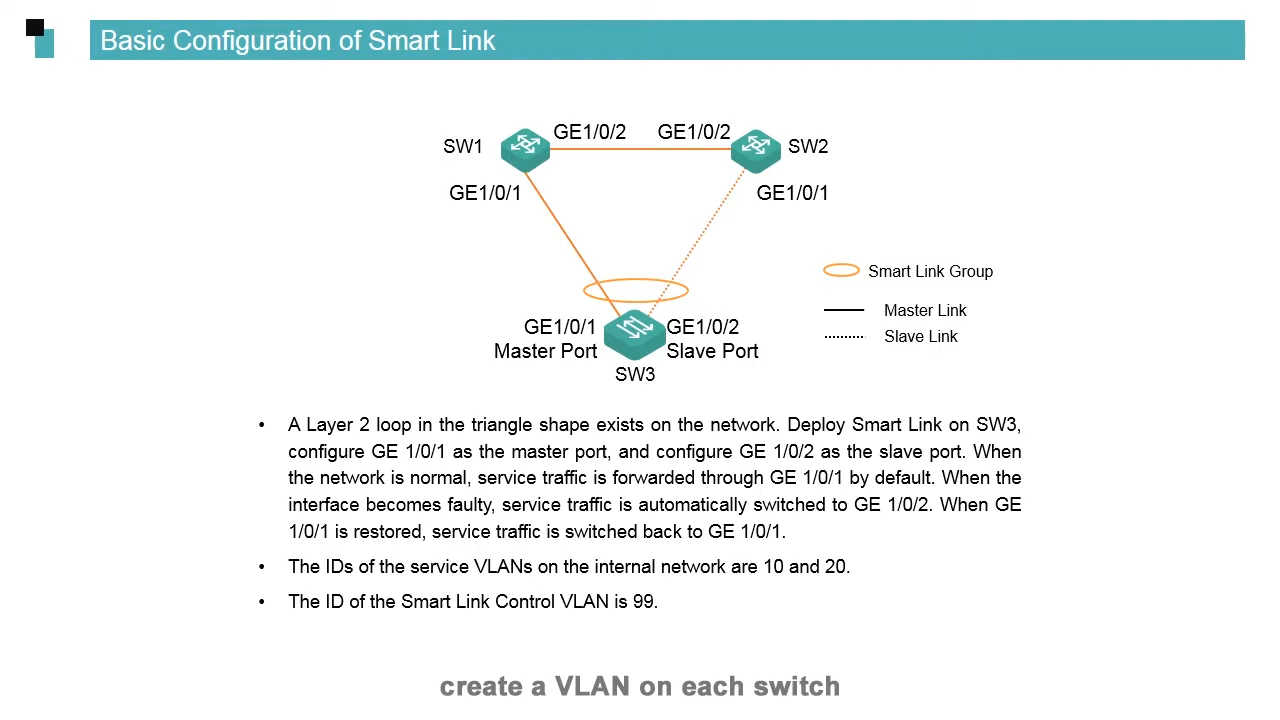 Basic Configuration of Smart Link
GE1/0/2
GE1/0/2
SW1
SW2
GE1/0/1
GE1/0/1
Smart Link Group
Master Link
Slave Link
GE1/0/1
Master Port
GE1/0/2
Slave Port
SW3
• A Layer 2 loop in the triangle shape exists on the network. Deploy Smart Link on SW3,
configure GE 1/0/1 as the master port, and configure GE 1/0/2 as the slave port. When
the network is normal, service traffic is forwarded through GE 1/0/1 by default. When the
interface becomes faulty, service traffic is automatically switched to GE 1/0/2. When GE
1/0/1 is restored, service traffic is switched back to GE 1/0/1.
• The IDs of the service VLANs on the internal network are 10 and 20.
• The ID of the Smart Link Control VLAN is 99.
create a VLAN on each switch